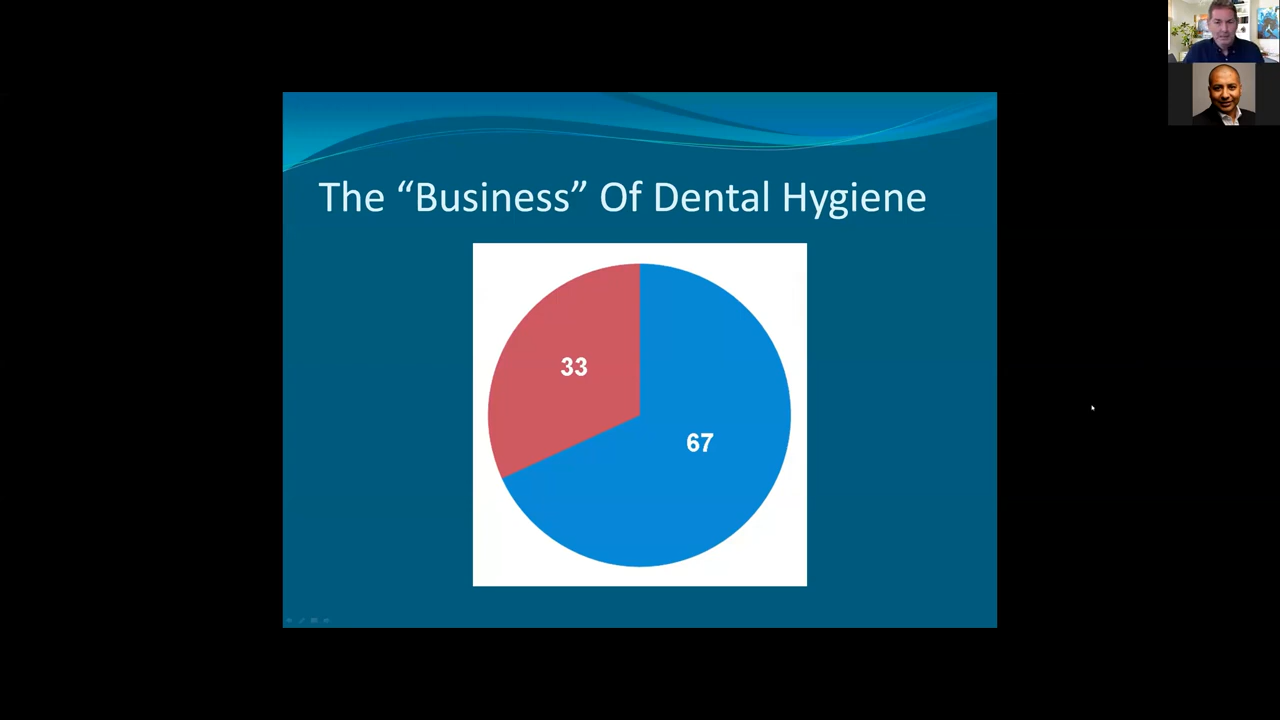 The “Business” Of Dental Hygiene
33
67